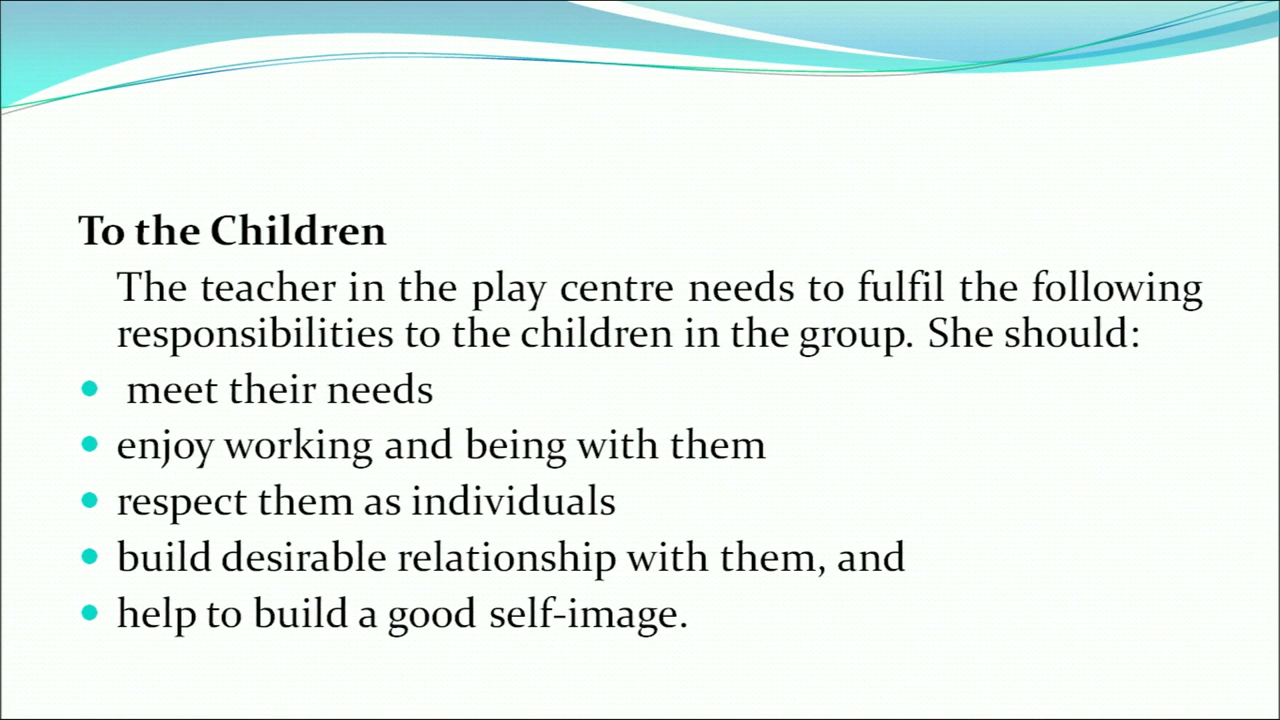 To the Children
The teacher in the play centre needs to fulfil the following
responsibilities to the children in the group. She should:
• meet their needs
• enjoy working and being with them
• respect them as individuals
• build desirable relationship with them, and
• help to build a good self-image.